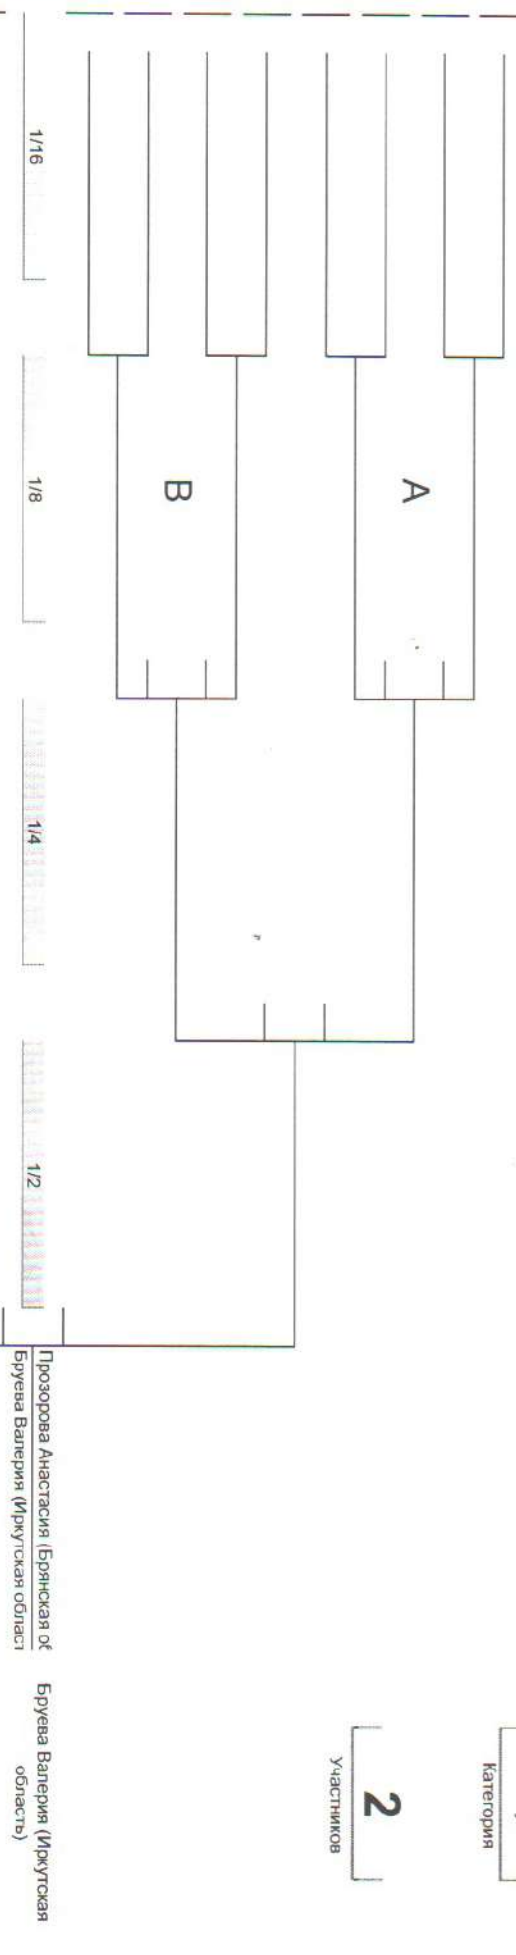 Категория
2
Участников
A
B
1/16
1/8
1/4
1/2
Прозорова Анастасия (Брянская об
Бруева Валерия (Иркутская област
Бруева Валерия (Иркутская
область)